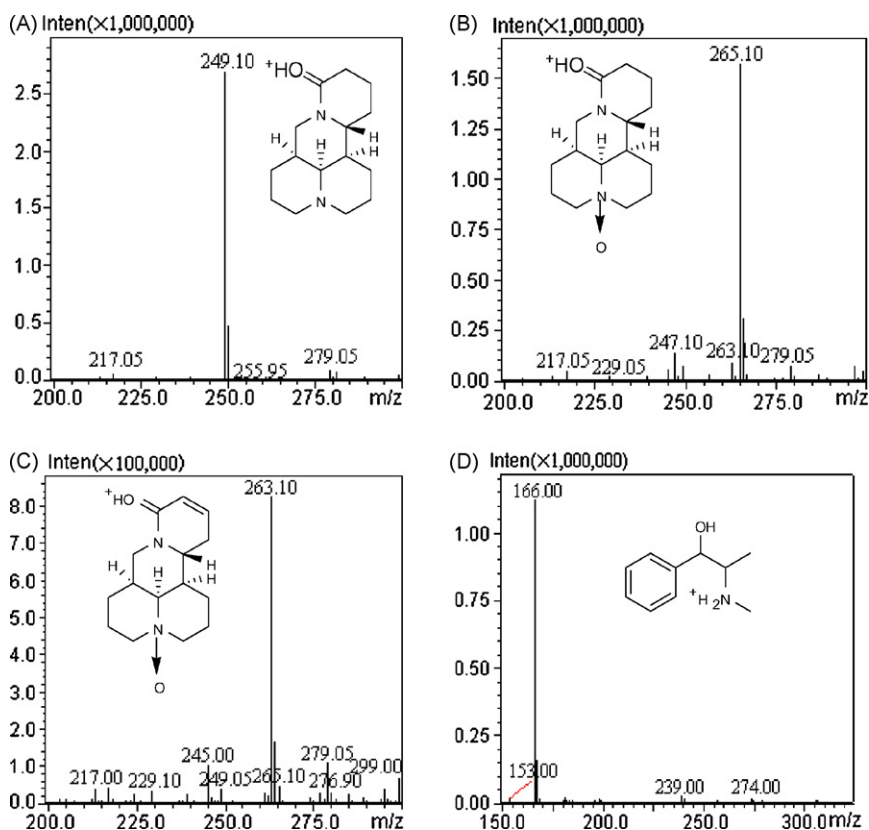 (A) Inten(×1,000,000)
249.10
+HO
N
H
H
H
H
N
2.5
2.0
1.5
1.0
0.5
0.0
217.05
255.95
279.05
200.0 225.0 250.0 275.0 m/z
(B) Inten(×1,000,000)
265.10
+HO
N
H
H
H
H
N
O
1.50
1.25
1.00
0.75
0.50
0.25
0.00
217.05
229.05
247.10
263.10
279.05
200.0 225.0 250.0 275.0 m/z
(C) Inten(×100,000)
263.10
+HO
N
H
H
H
H
N
O
8.0
7.0
6.0
5.0
4.0
3.0
2.0
1.0
0.0
217.00
229.10
245.00
249.05
265.10
279.05
276.90
299.00
200.0 225.0 250.0 275.0 m/z
(D) Inten(×1,000,000)
166.00
OH
+H2N
1.00
0.75
0.50
0.25
0.00
153.00
239.00
274.00
150.0 200.0 250.0 300.0 m/z